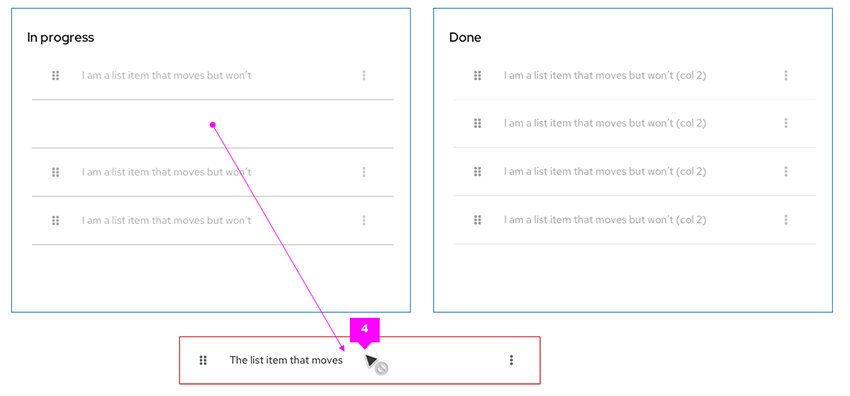 In progress
I am a list item that moves but won't
I am a list item that moves but won't
I am a list item that moves but won't
Done
I am a list item that moves but won't (col 2)
I am a list item that moves but won't (col 2)
I am a list item that moves but won't (col 2)
I am a list item that moves but won't (col 2)
4
The list item that moves